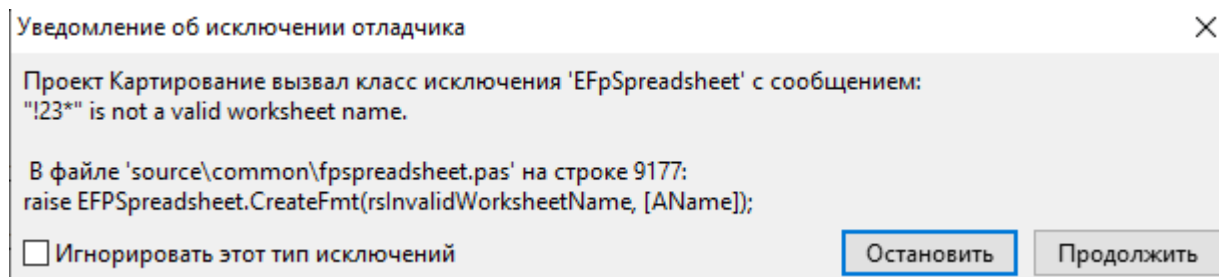 Уведомление об исключении отладчика
Проект Картирование вызвал класс исключения 'EFpSpreadsheet' с сообщением:
"!23*" is not a valid worksheet name.
В файле 'source\common\fpspreadsheet.pas' на строке 9177:
raise EFPSpreadsheet.CreateFmt(rsInvalidWorksheetName, [AName]);
Игнорировать этот тип исключений
Остановить
Продолжить